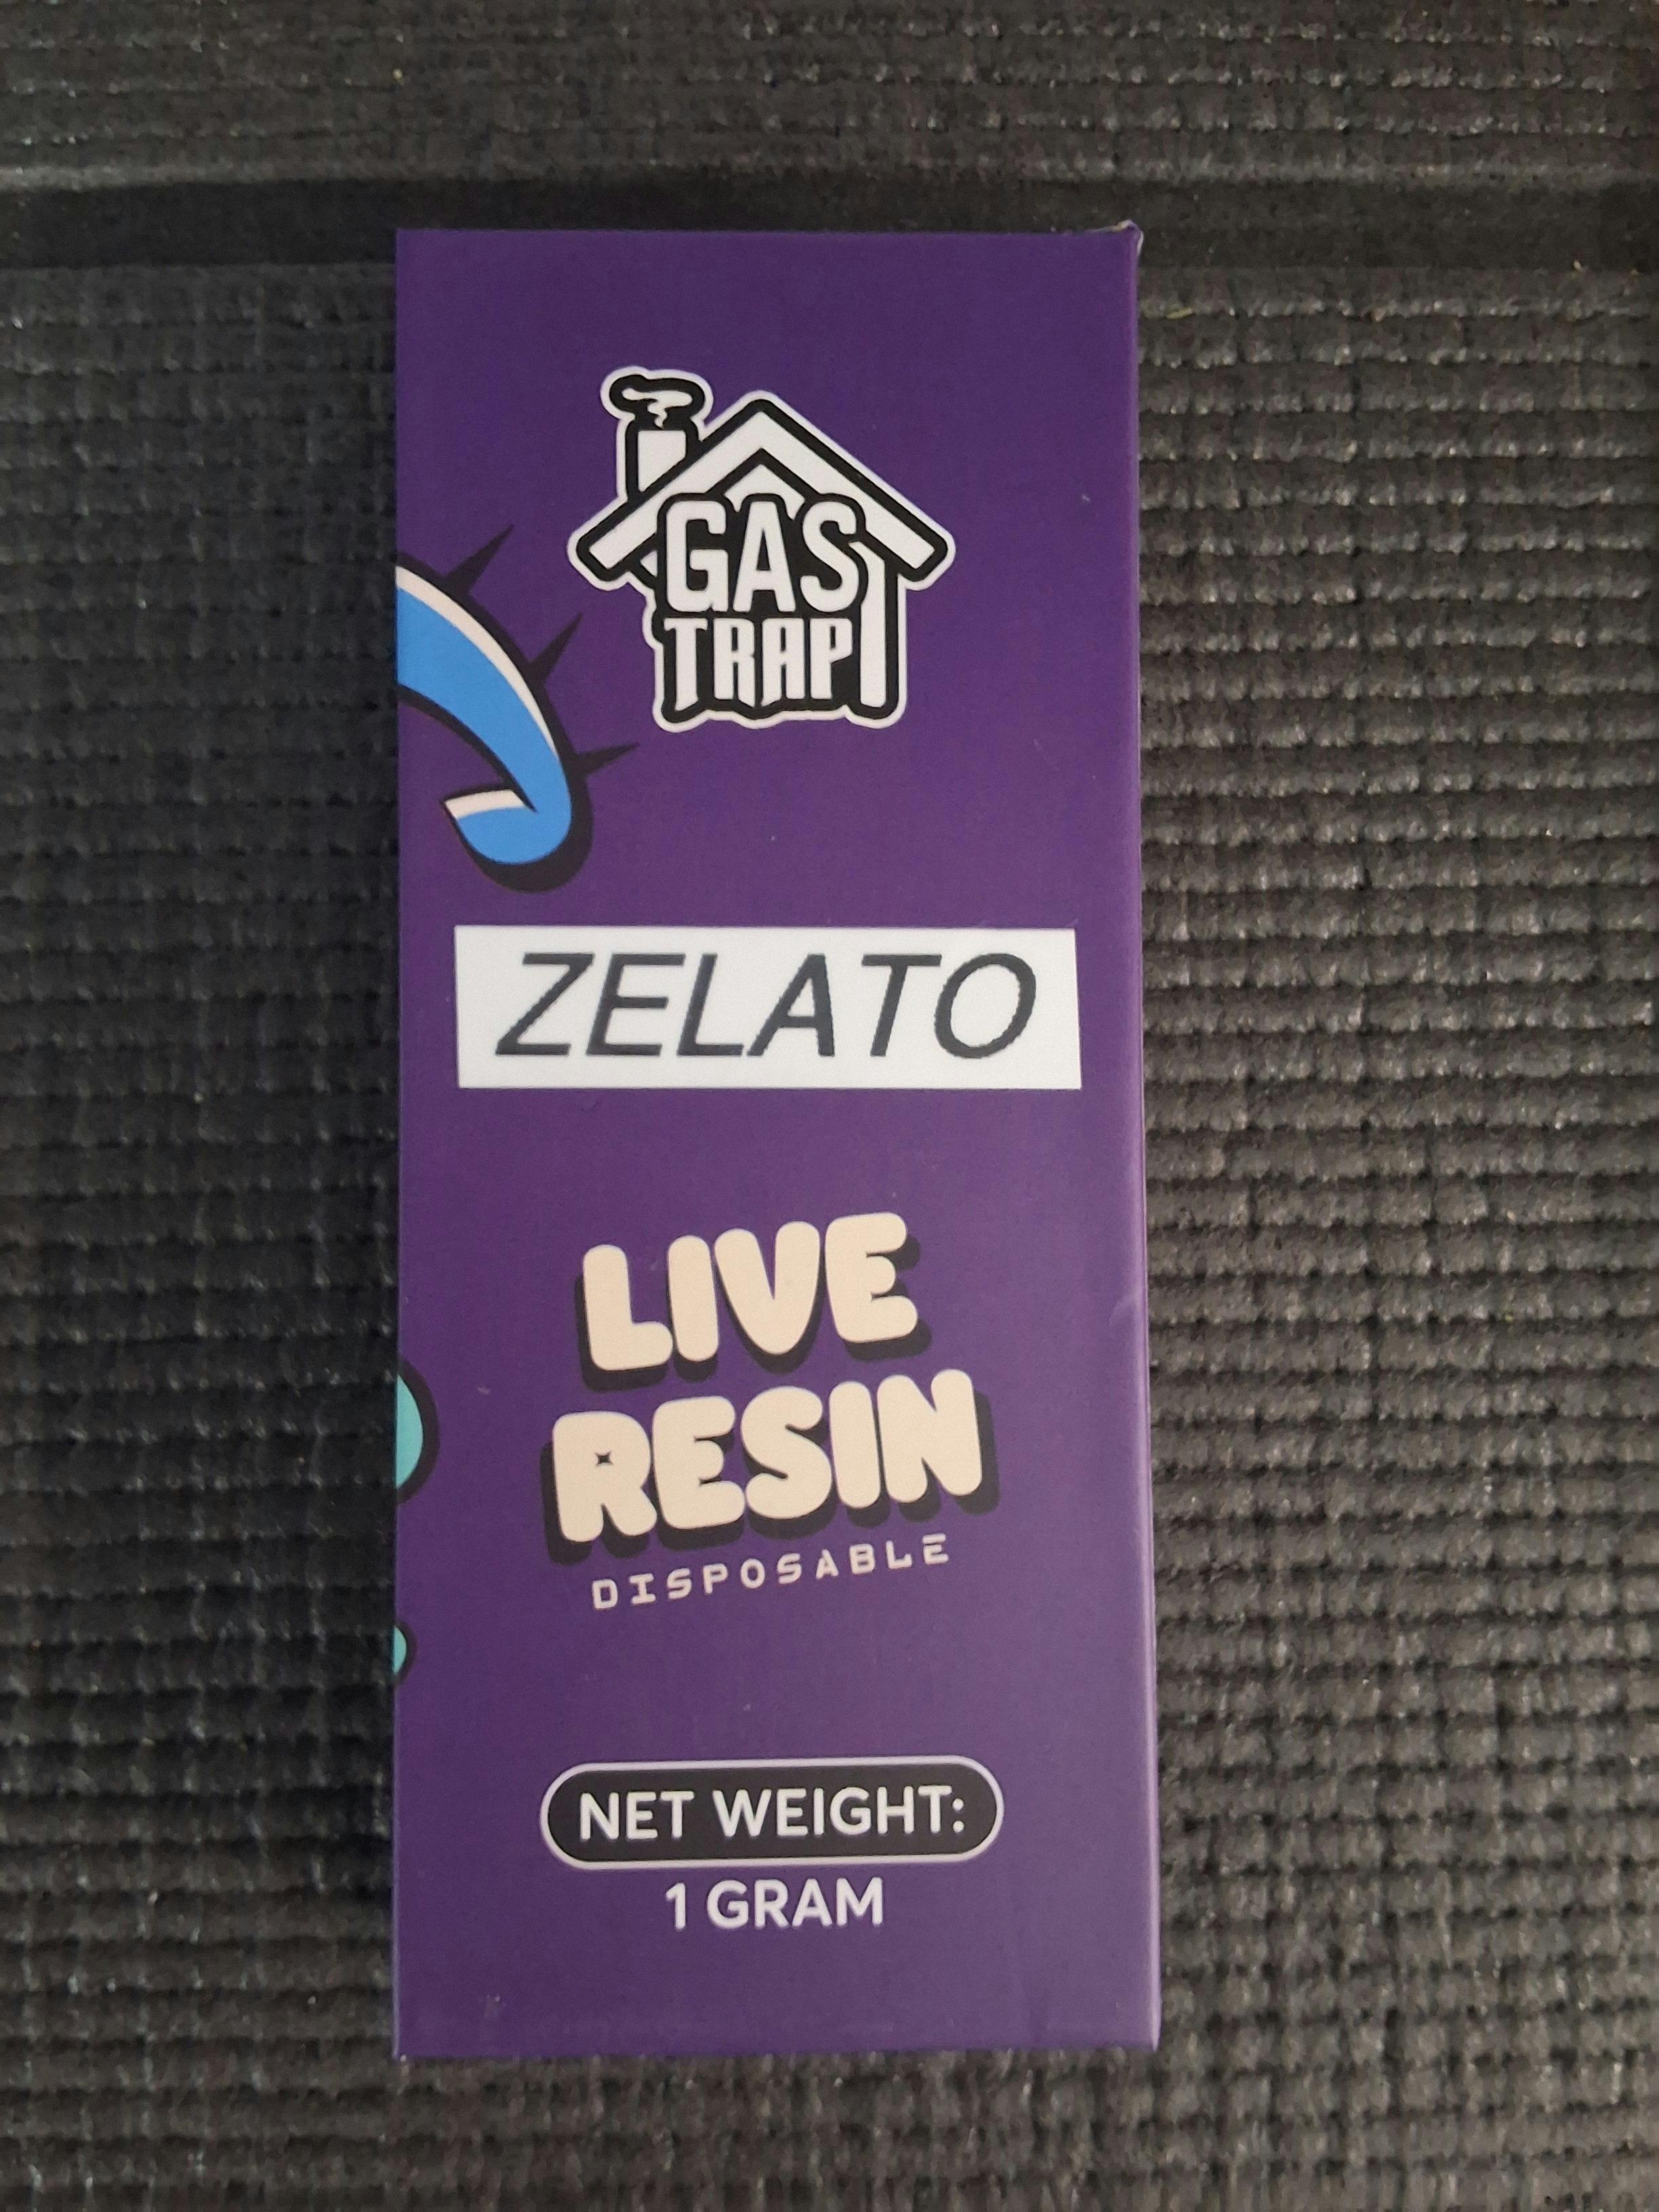 GAS
TRAP
ZELATO
LIVE
RESIN
DISPOSABLE
NET WEIGHT:
1 GRAM